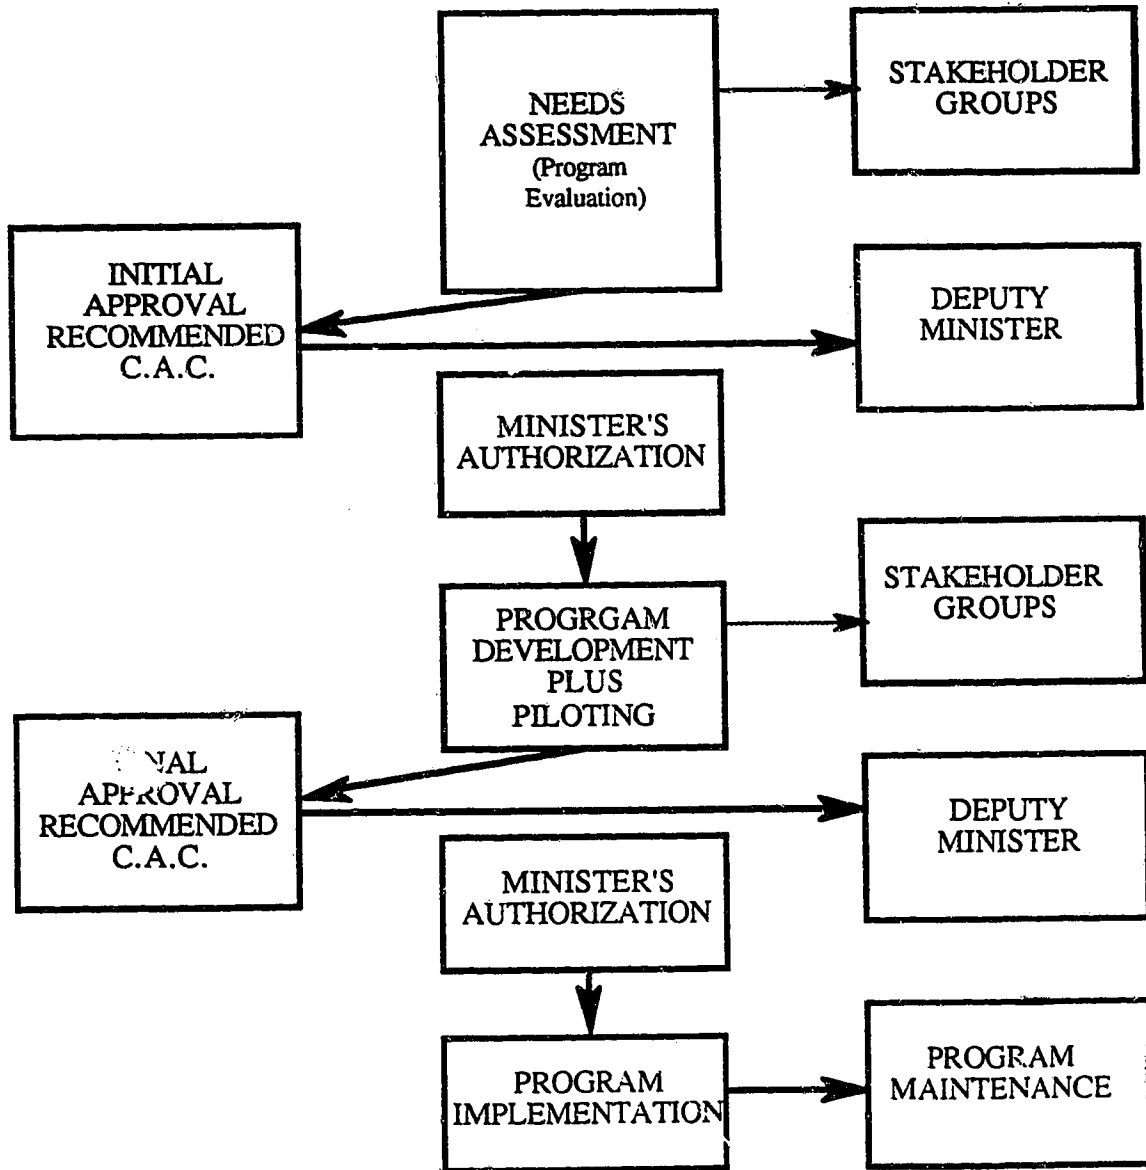 NEEDS
ASSESSMENT
(Program
Evaluation)
STAKEHOLDER
GROUPS
INITIAL
APPROVAL
RECOMMENDED
C.A.C.
DEPUTY
MINISTER
MINISTER'S
AUTHORIZATION
PROGRGAM
DEVELOPMENT
PLUS
PILOTING
STAKEHOLDER
GROUPS
APPROVAL
RECOMMENDED
C.A.C.
DEPUTY
MINISTER
MINISTER'S
AUTHORIZATION
PROGRAM
IMPLEMENTATION
PROGRAM
MAINTENANCE